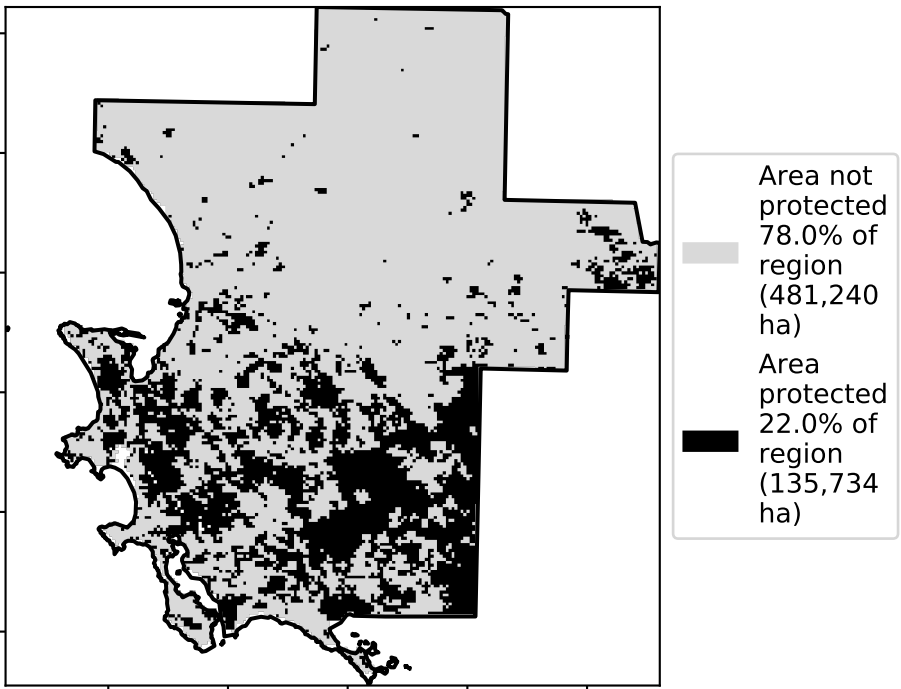 Area not
protected
78.0% of
region
(481,240
ha)
Area
protected
22.0% of
region
(135,734
ha)